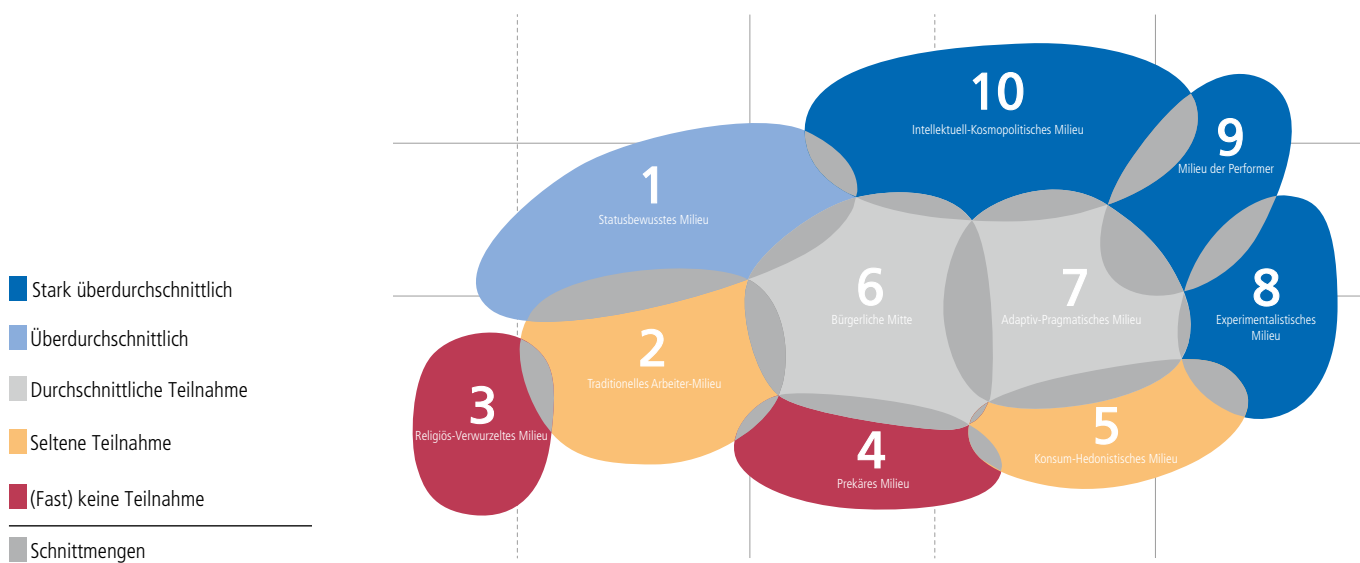 10
Intellektuell-Kosmopolitisches Milieu
9
Milieu der Performer
1
Statusbewusstes Milieu
6
Bürgerliche Mitte
7
Adaptiv-Pragmatisches Milieu
8
Experimentalistisches
Milieu
2
Traditionelles Arbeiter-Milieu
3
Religiös-Verwurzeltes Milieu
4
Prekäres Milieu
5
Konsum-Hedonistisches Milieu
Stark überdurchschnittlich
Überdurchschnittlich
Durchschnittliche Teilnahme
Seltene Teilnahme
(Fast) keine Teilnahme
Schnittmengen